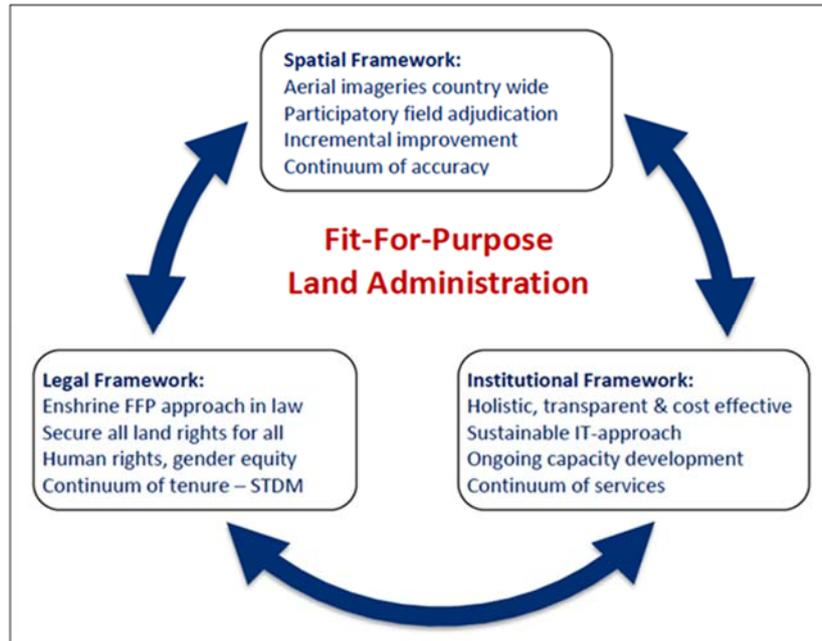 Spatial Framework:
Aerial imageries country wide
Participatory field adjudication
Incremental improvement
Continuum of accuracy
Fit-For-Purpose
Land Administration
Legal Framework:
Enshrine FFP approach in law
Secure all land rights for all
Human rights, gender equity
Continuum of tenure – STDM
Institutional Framework:
Holistic, transparent & cost effective
Sustainable IT-approach
Ongoing capacity development
Continuum of services